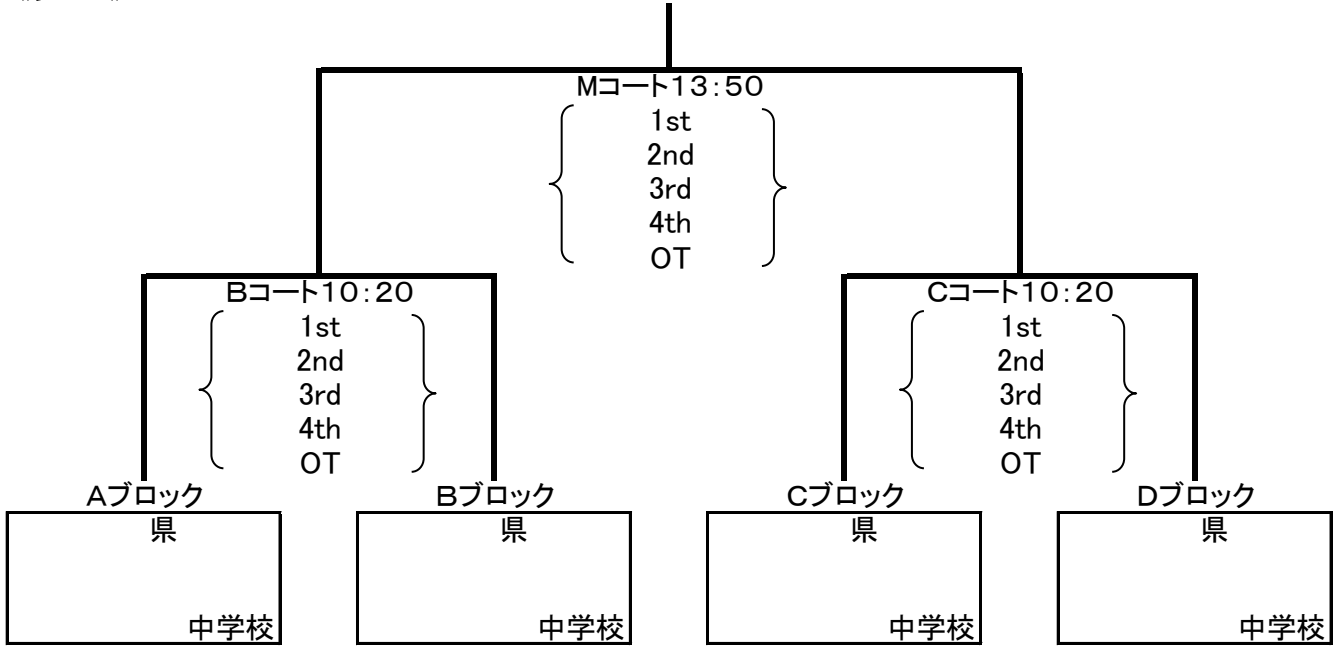 Mコート13:50
1st
2nd
3rd
4th
OT
Bコート10:20
1st
2nd
3rd
4th
OT
Cコート10:20
1st
2nd
3rd
4th
OT
Aブロック
Bブロック
Cブロック
Dブロック
県
県
県
県
中学校
中学校
中学校
中学校